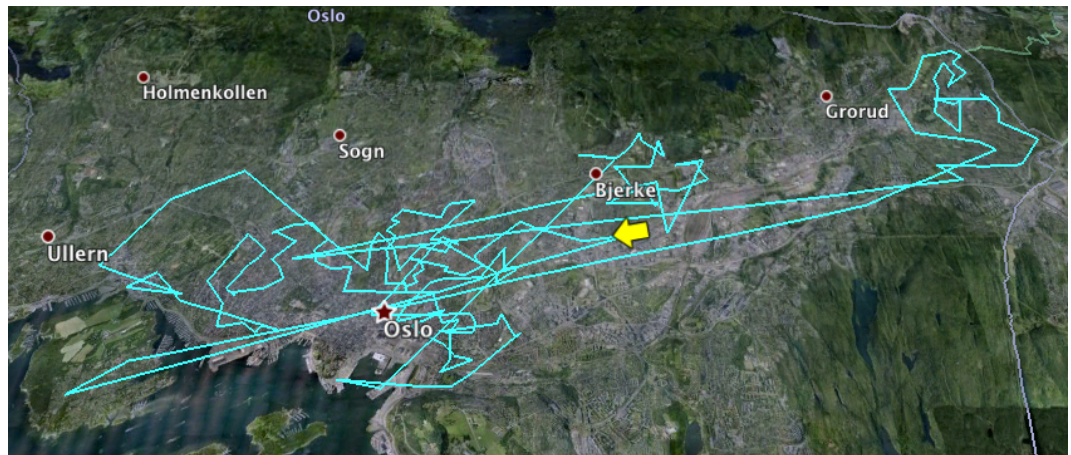 Oslo
Holmenkollen
Grorud
Sogn
Bjerke
Ullern
Oslo